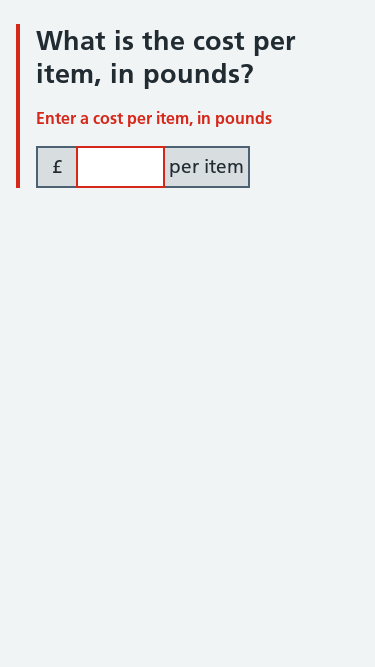 What is the cost per
item, in pounds?
Enter a cost per item, in pounds
£ per item